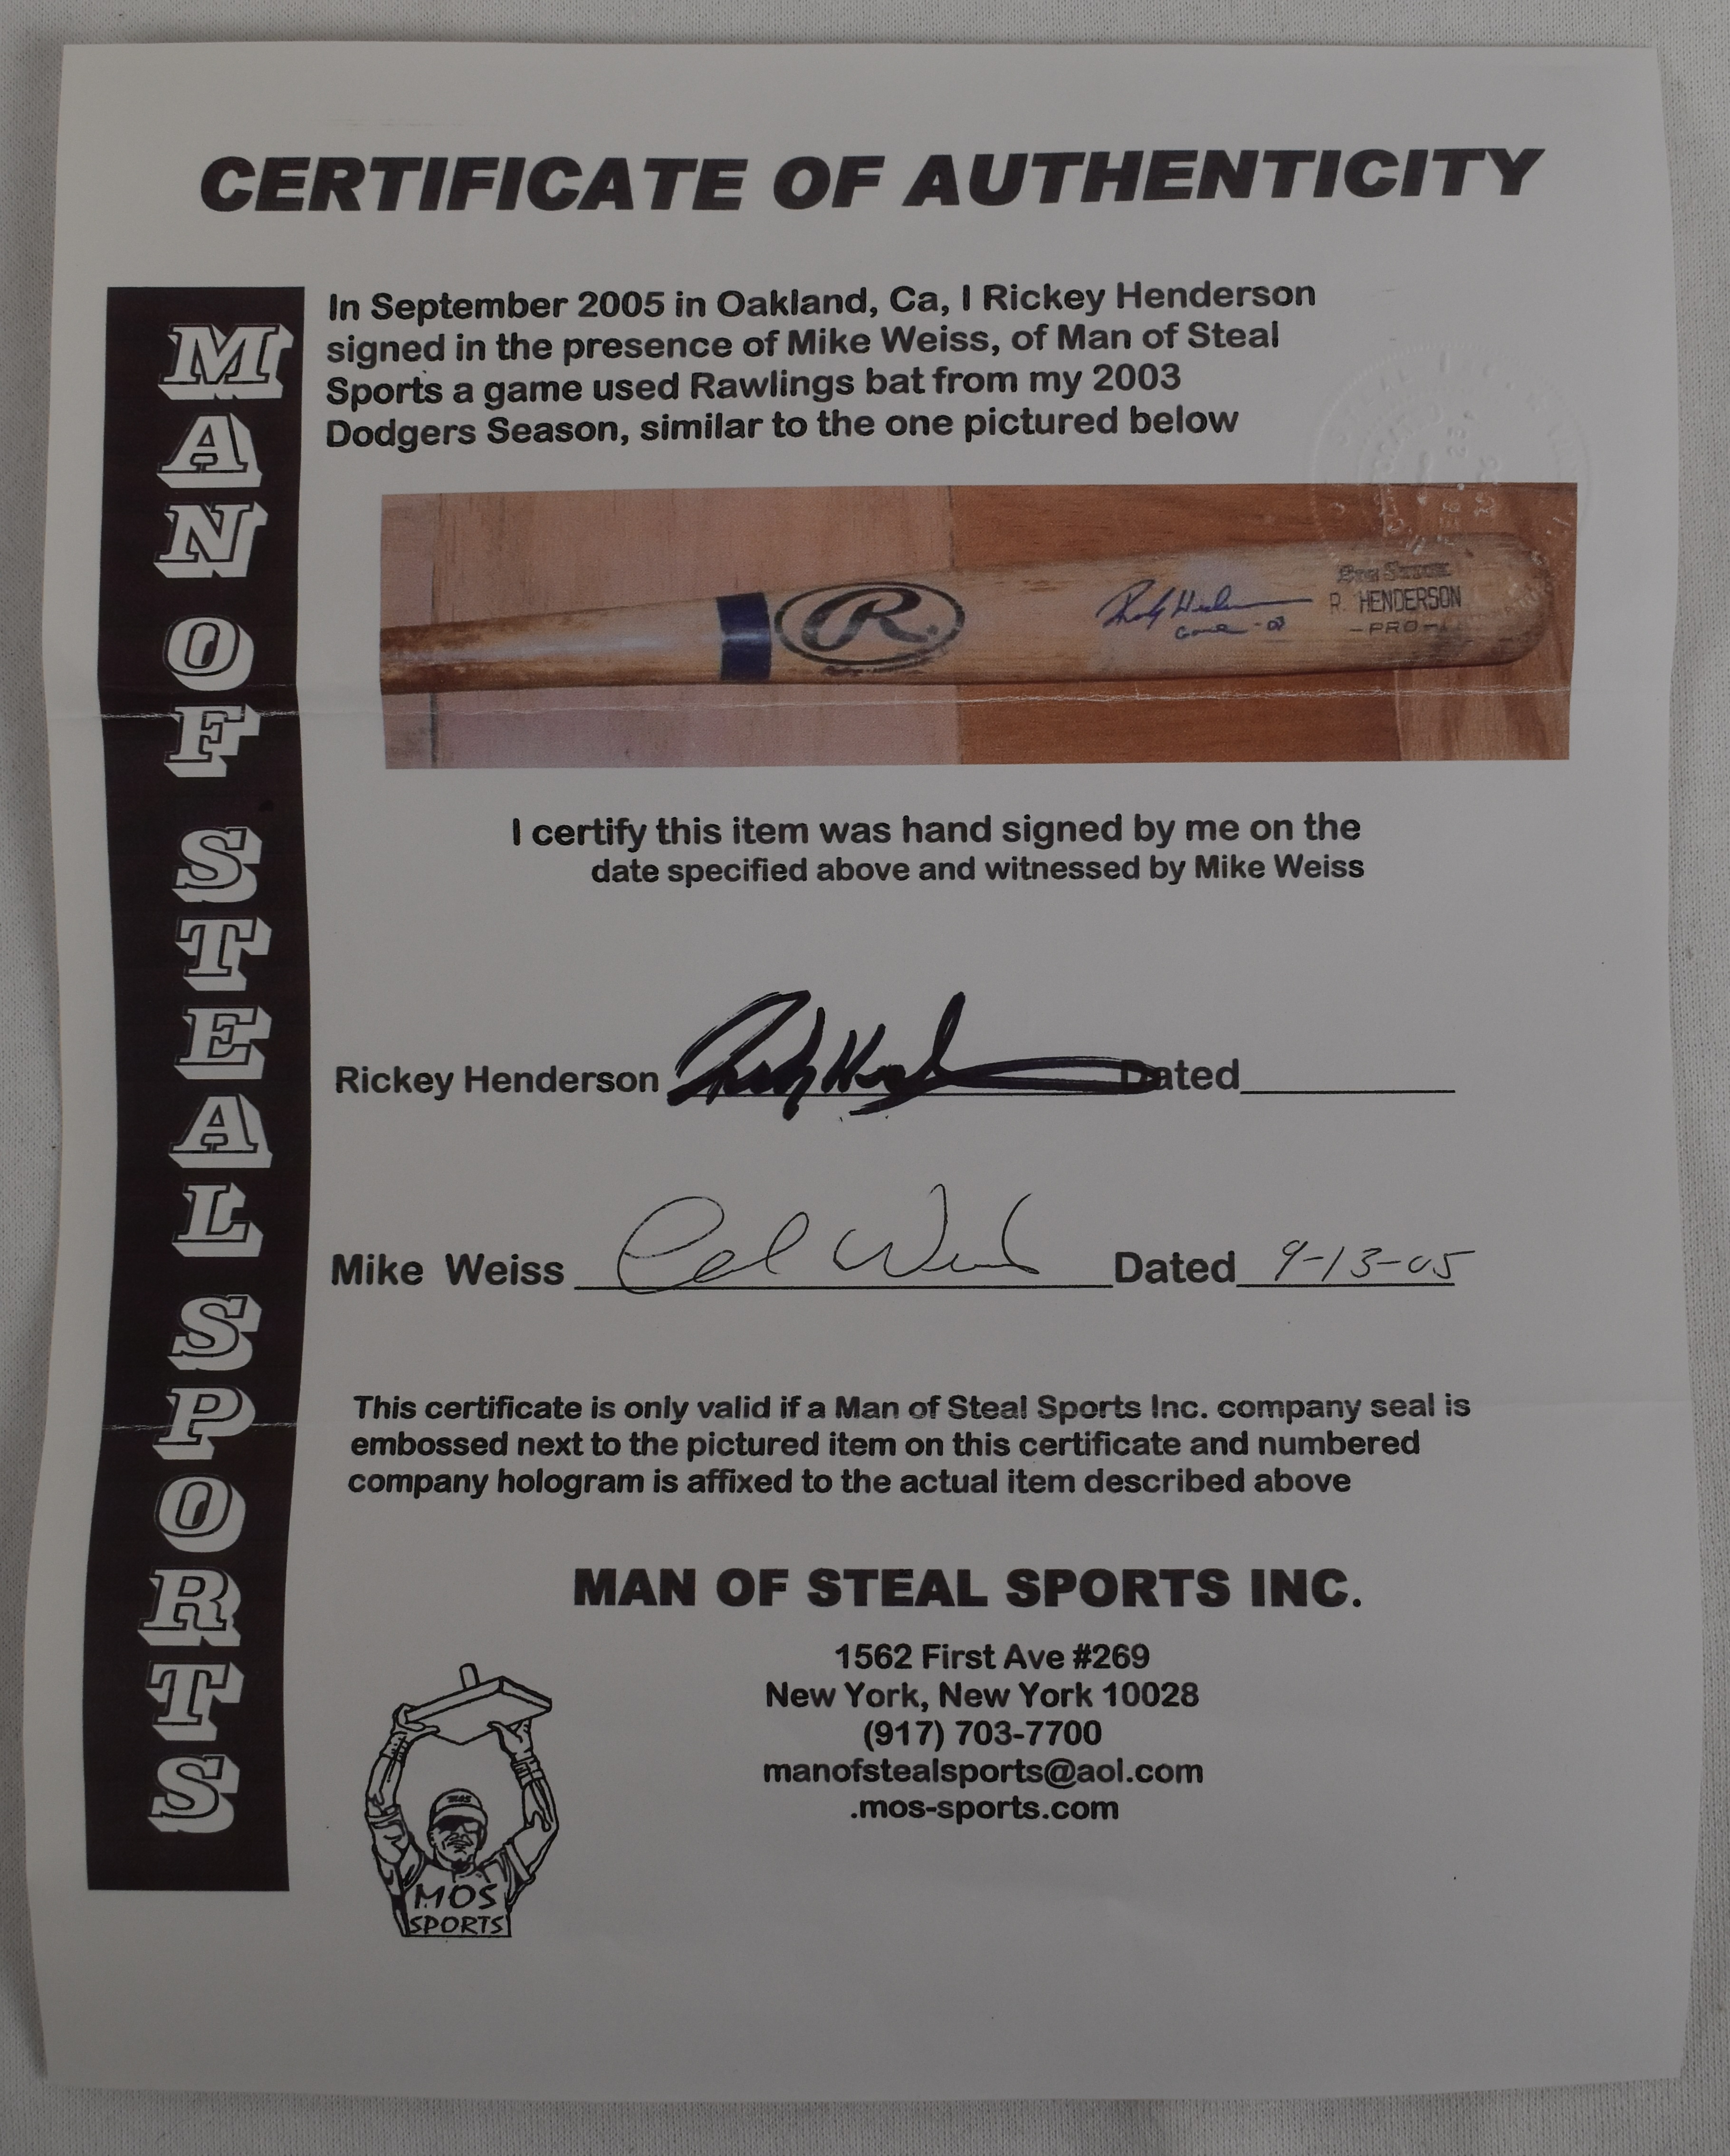 CERTIFICATE OF AUTHENTICITY
MAN OF STEAL SPORTS
In September 2005 in Oakland, Ca, I Rickey Henderson
signed in the presence of Mike Weiss, of Man of Steal
Sports a game used Rawlings bat from my 2003
Dodgers Season, similar to the one pictured below
R
R. HENDERSON
-PRO-
I certify this item was hand signed by me on the
date specified above and witnessed by Mike Weiss
Rickey Henderson Dated
Mike Weiss Dated 9-13-05
This certificate is only valid if a Man of Steal Sports Inc. company seal is
embossed next to the pictured item on this certificate and numbered
company hologram is affixed to the actual item described above
MAN OF STEAL SPORTS INC.
1562 First Ave #269
New York, New York 10028
(917) 703-7700
manofstealsports@aol.com
.mos-sports.com
MOS
MOS
SPORTS